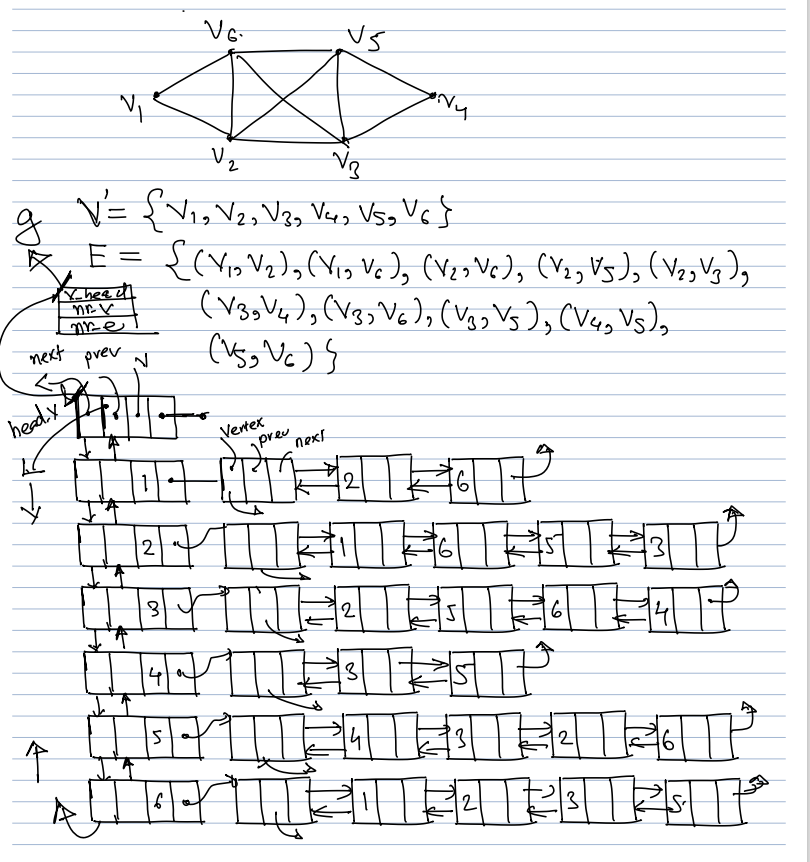 V6. V5
V1 V4
V2 V3
g V' = {V1, V2, V3, V4, V5, V6}
E = {(V1, V2), (V1, V6), (V2, V6), (V2, V5), (V2, V3),
v_head
nr_v (V3, V4), (V3, V6), (V3, V5), (V4, V5),
nr_e
(V5, V6)}
next prev V
head.V
Vertex prev next
1 2 6
2 1 6 5 3
3 2 5 6 4
4 3 5
5 4 3 2 6
6 1 2 3 5